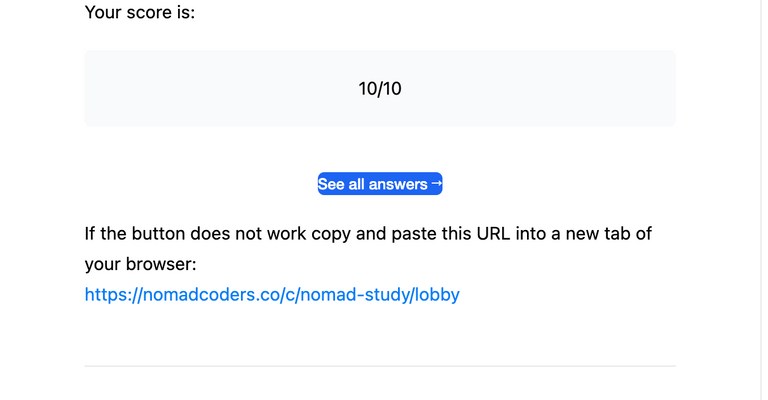 Your score is:
10/10
See all answers →
If the button does not work copy and paste this URL into a new tab of
your browser:
https://nomadcoders.co/c/nomad-study/lobby